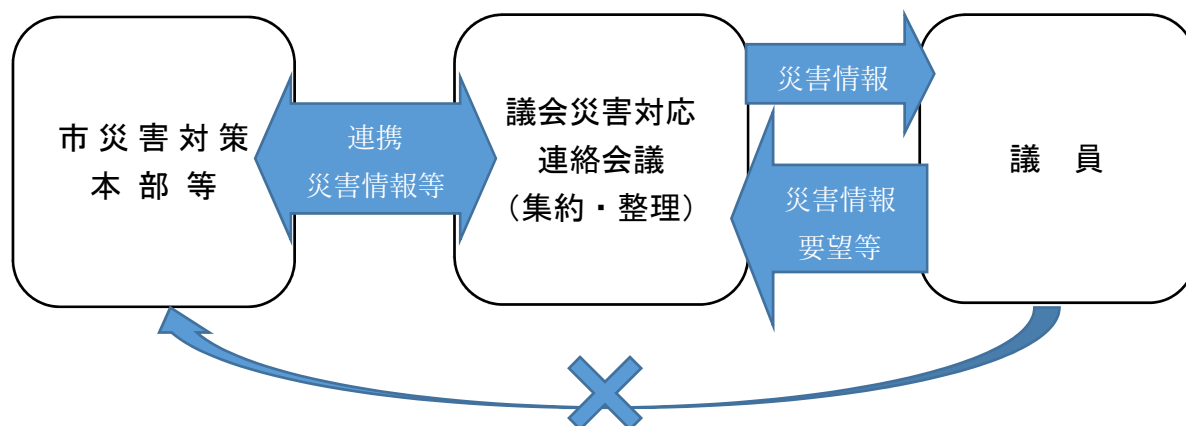 市災害対策
本部等
連携
災害情報等
議会災害対応
連絡会議
（集約・整理）
災害情報
災害情報
要望等
議　員